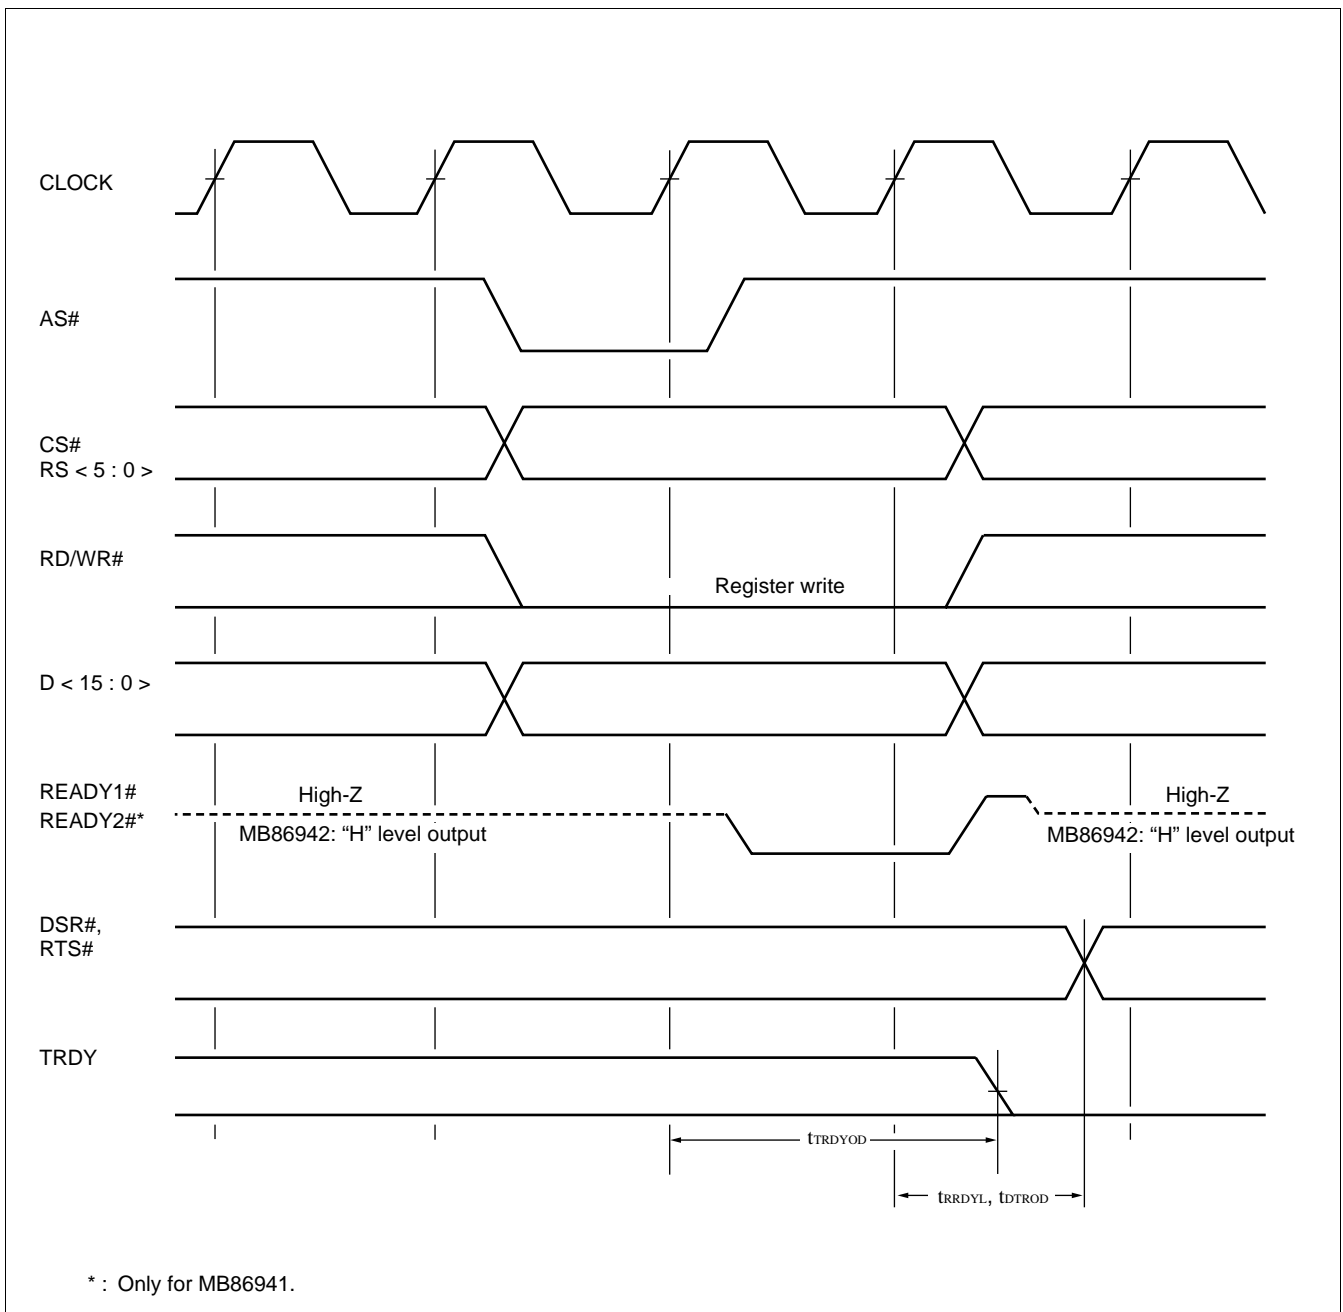 CLOCK
AS#
CS#
RS < 5 : 0 >
RD/WR#
Register write
D < 15 : 0 >
READY1#
READY2#*
High-Z
MB86942: “H” level output
High-Z
MB86942: “H” level output
DSR#,
RTS#
TRDY
tTRDYOD
tRRDYL, tDTROD
* : Only for MB86941.